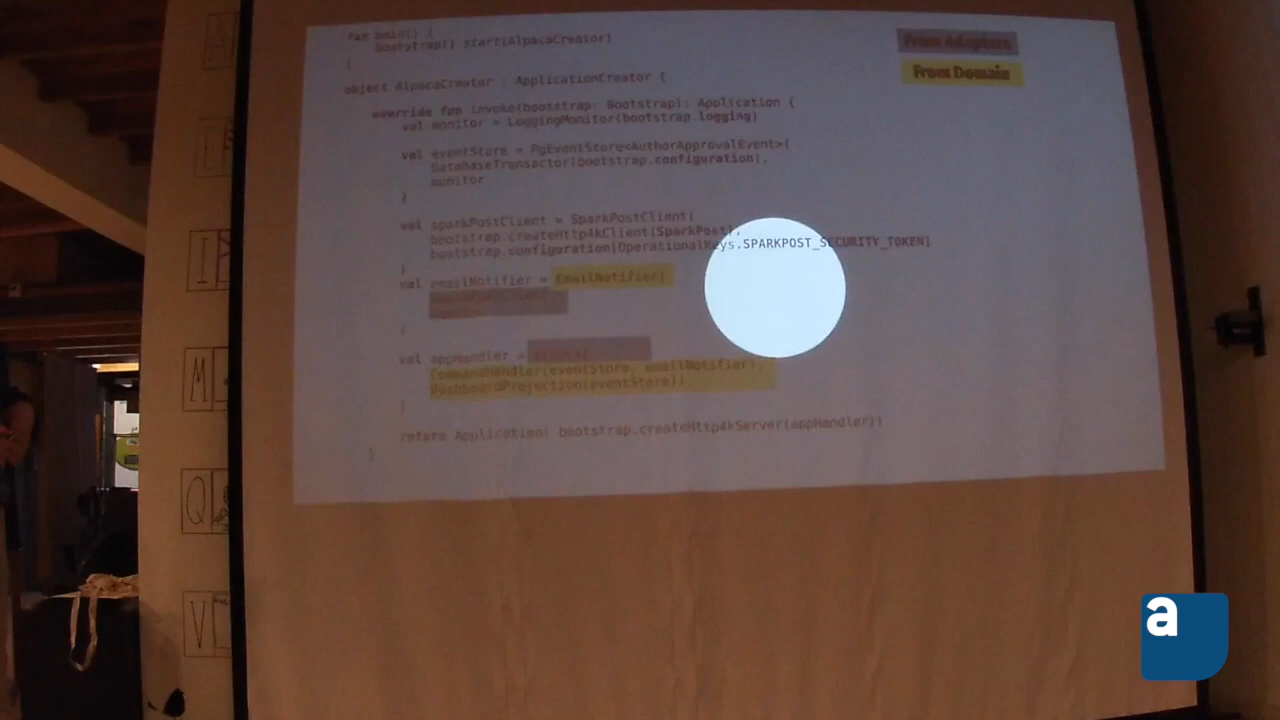 fun main() {
Bootstrap().start(AlpacaCreator)
}
From Adapters
From Domain
object AlpacaCreator : ApplicationCreator {
override fun invoke(bootstrap: Bootstrap): Application {
val monitor = LoggingMonitor(bootstrap.logging)
val eventStore = PgEventStore<AuthorApprovalEvent>(
DatabaseTransactor(bootstrap.configuration),
monitor
)
val sparkPostClient = SparkPostClient(
bootstrap.createHttp4kClient(SparkPost),
bootstrap.configuration[OperationalKeys.SPARKPOST_SECURITY_TOKEN]
)
val emailNotifier = EmailNotifier(
)
val appHandler =
CommandHandler(eventStore, emailNotifier),
DashboardProjection(eventStore))
)
return Application( bootstrap.createHttp4kServer(appHandler))
}
I
M
Q
V
a